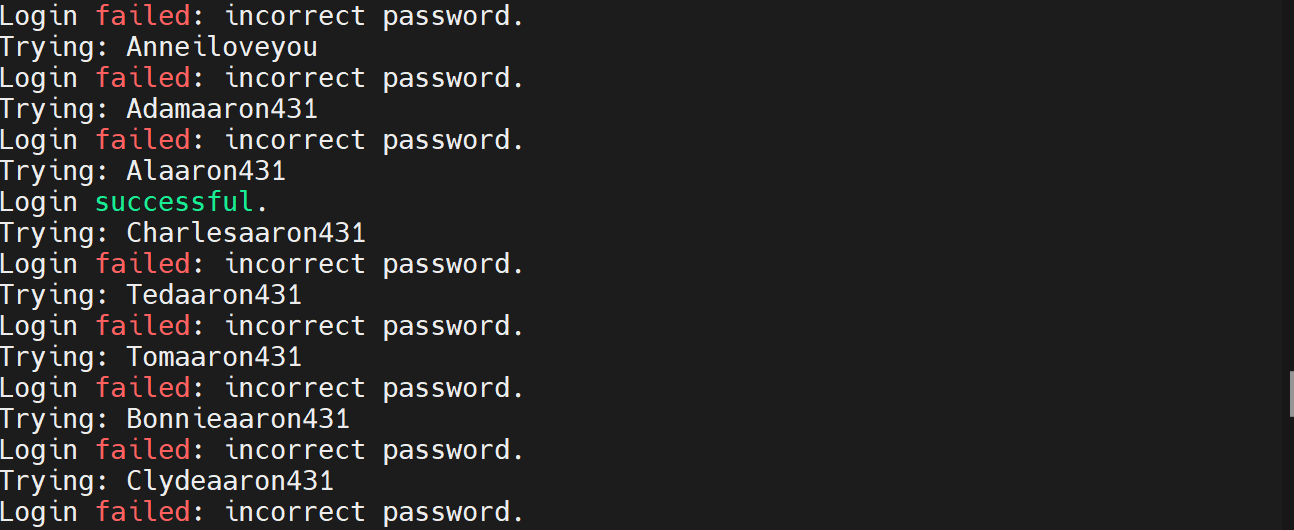 Login failed: incorrect password.
Trying: Anneiloveyou
Login failed: incorrect password.
Trying: Adamaaron431
Login failed: incorrect password.
Trying: Alaaron431
Login successful.
Trying: Charlesaaron431
Login failed: incorrect password.
Trying: Tedaaron431
Login failed: incorrect password.
Trying: Tomaaron431
Login failed: incorrect password.
Trying: Bonnieaaron431
Login failed: incorrect password.
Trying: Clydeaaron431
Login failed: incorrect password.